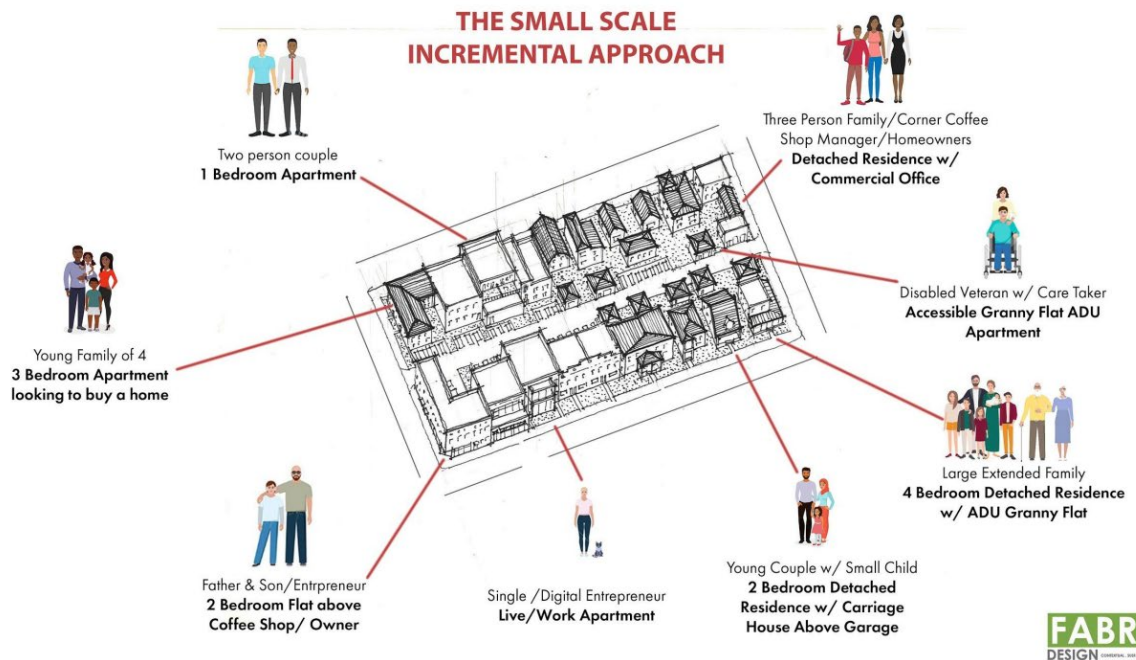 THE SMALL SCALE
INCREMENTAL APPROACH
Two person couple
1 Bedroom Apartment
Three Person Family/Corner Coffee
Shop Manager/Homeowners
Detached Residence w/
Commercial Office
Disabled Veteran w/ Care Taker
Accessible Granny Flat ADU
Apartment
Young Family of 4
3 Bedroom Apartment
looking to buy a home
Large Extended Family
4 Bedroom Detached Residence
w/ ADU Granny Flat
Father & Son/Entrpreneur
2 Bedroom Flat above
Coffee Shop/ Owner
Single /Digital Entrepreneur
Live/Work Apartment
Young Couple w/ Small Child
2 Bedroom Detached
Residence w/ Carriage
House Above Garage
FABR
DESIGN